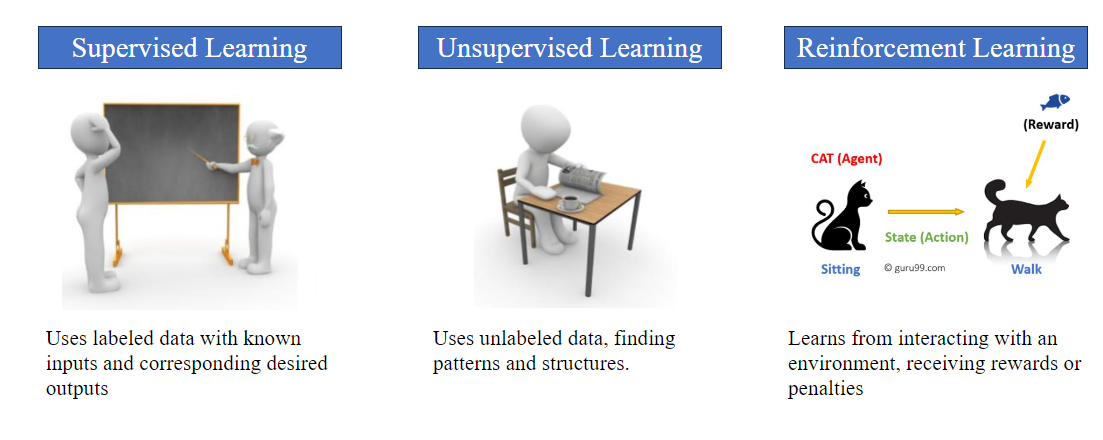 Supervised Learning
Unsupervised Learning
Reinforcement Learning
(Reward)
CAT (Agent)
State (Action)
Sitting
© guru99.com
Walk
Uses labeled data with known
inputs and corresponding desired
outputs
Uses unlabeled data, finding
patterns and structures.
Learns from interacting with an
environment, receiving rewards or
penalties